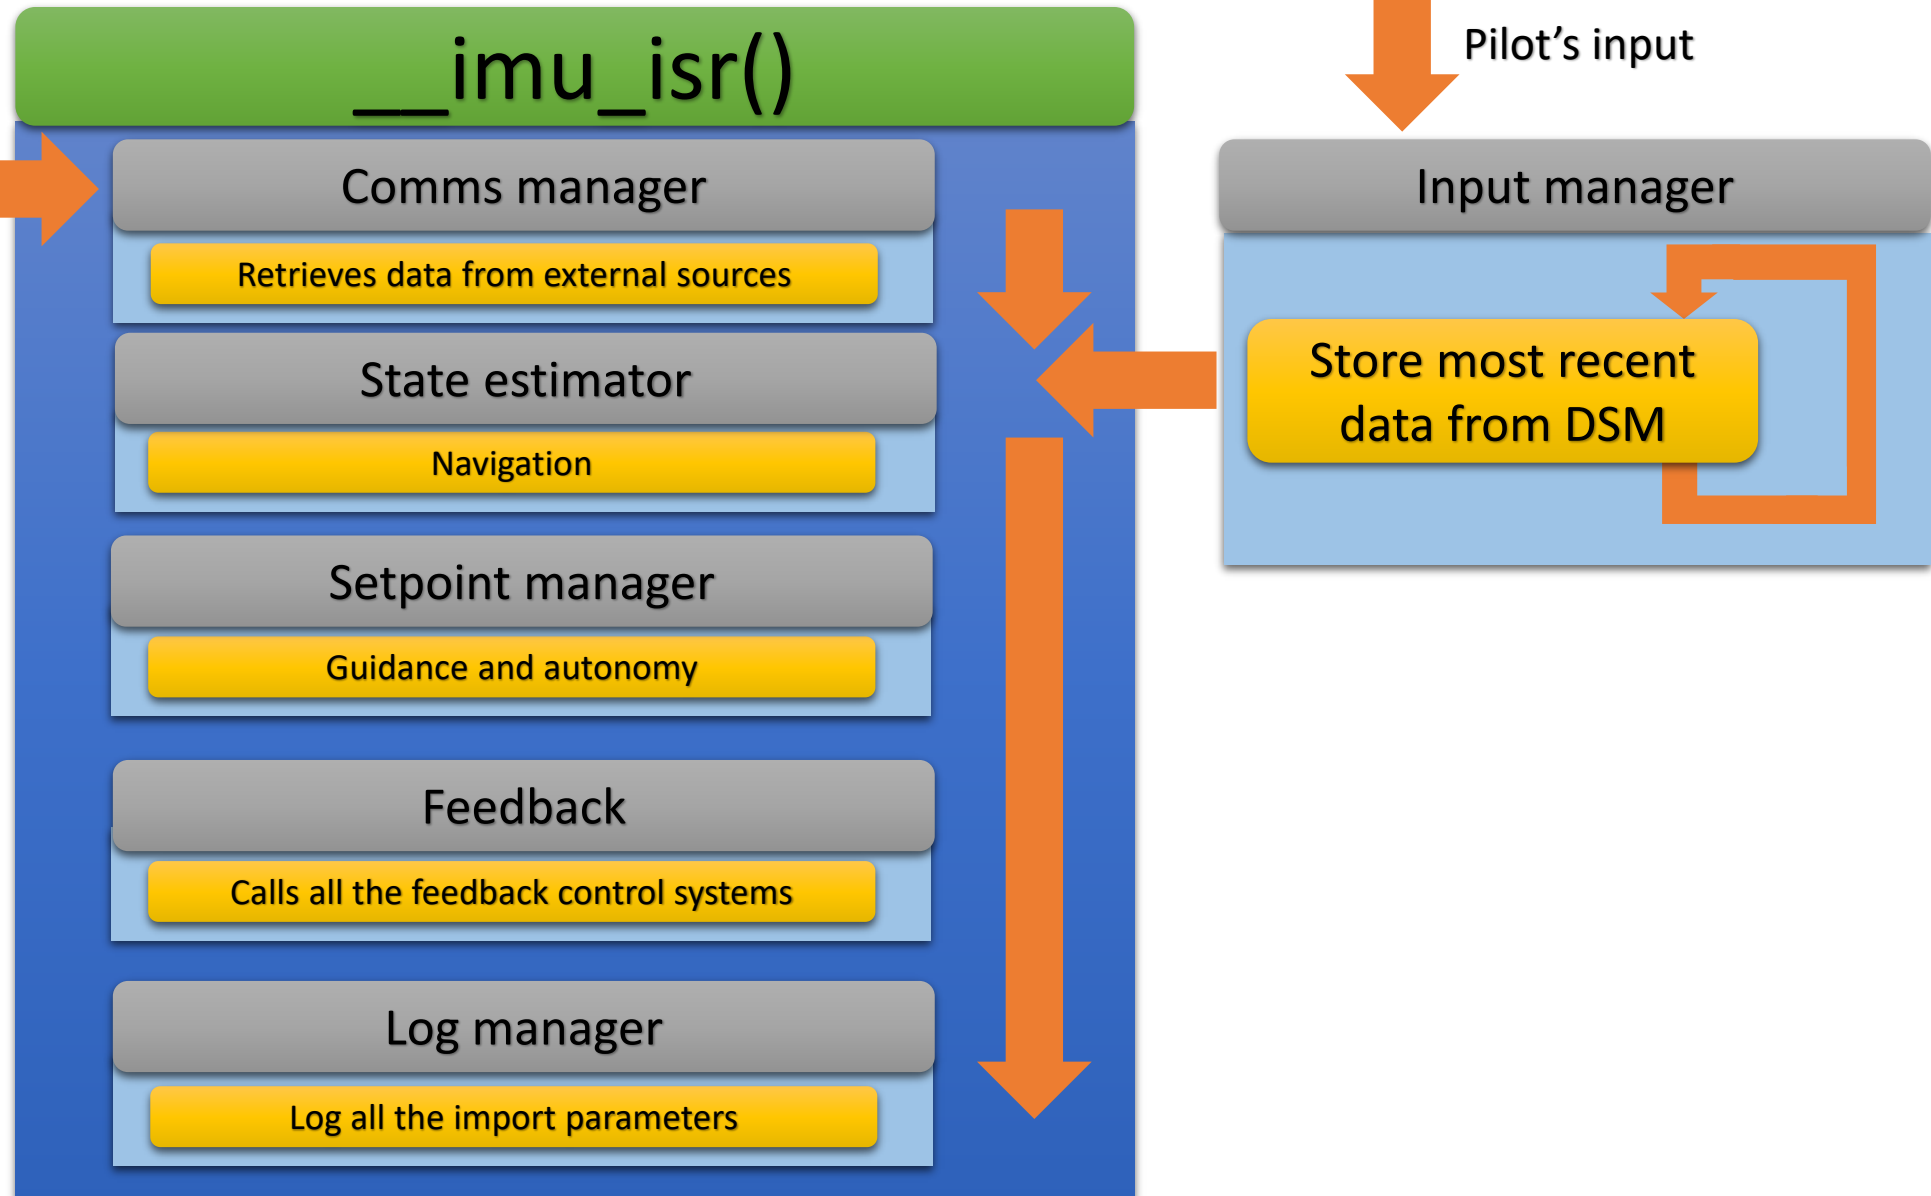 __imu_isr()
Comms manager
Retrieves data from external sources
State estimator
Navigation
Setpoint manager
Guidance and autonomy
Feedback
Calls all the feedback control systems
Log manager
Log all the import parameters
Pilot’s input
Input manager
Store most recent
data from DSM